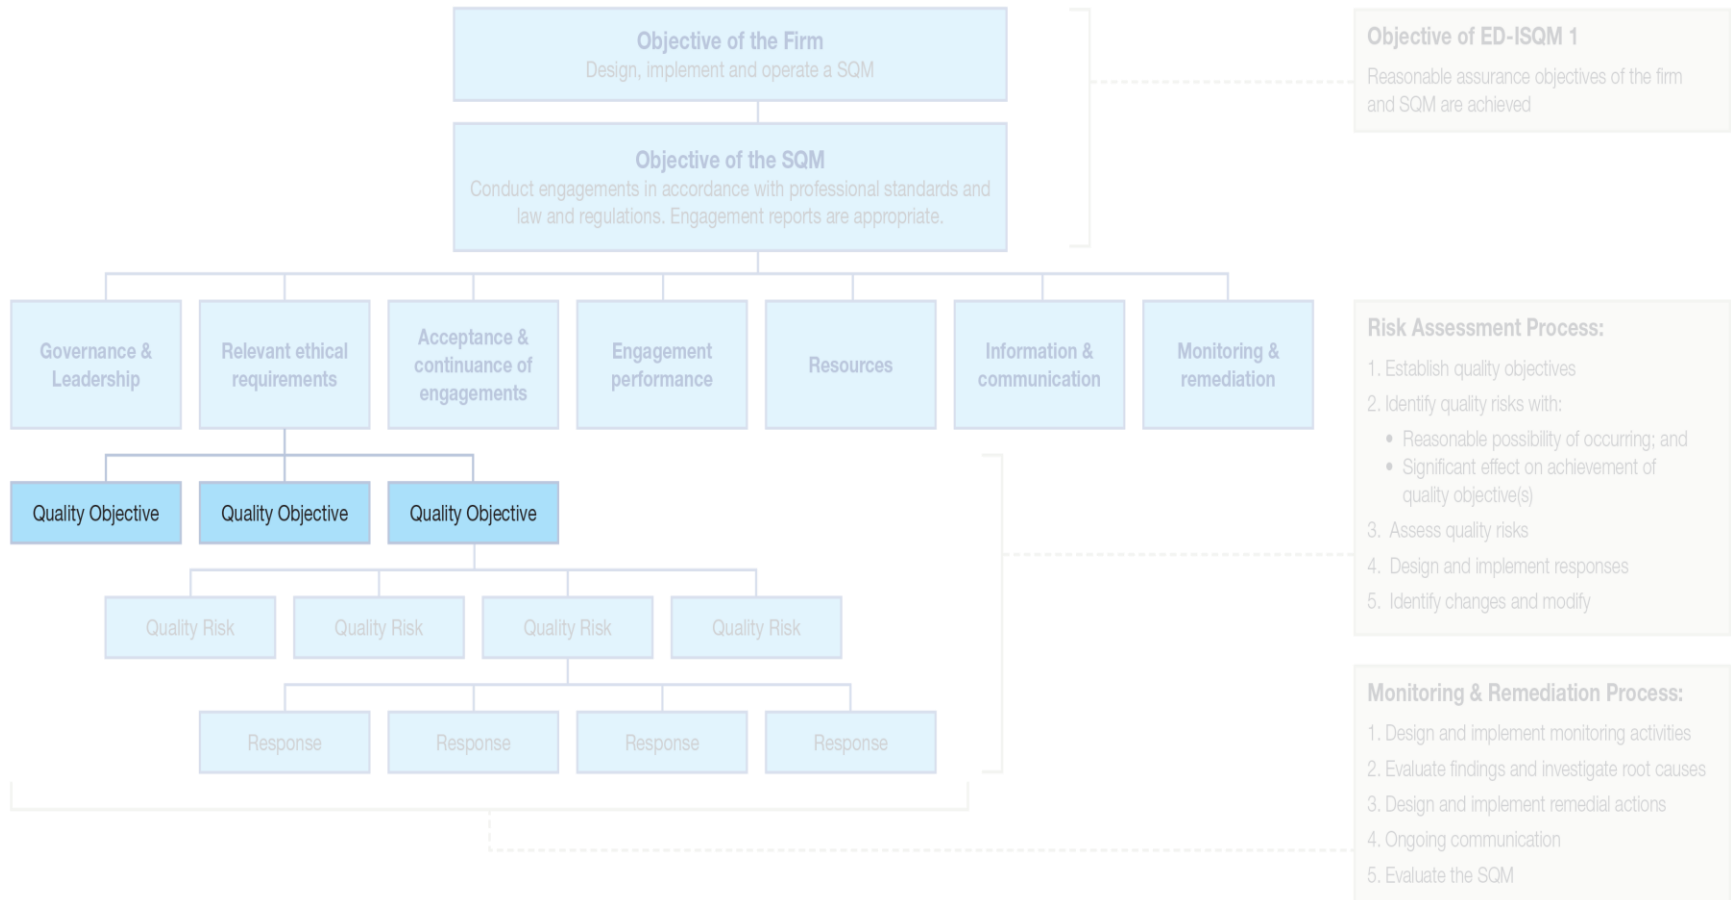 Objective of the Firm
Design, implement and operate a SQM
Objective of the SQM
Conduct engagements in accordance with professional standards and
law and regulations. Engagement reports are appropriate.
Objective of ED-ISQM 1
Reasonable assurance objectives of the firm
and SQM are achieved
Governance &
Leadership
Relevant ethical
requirements
Acceptance &
continuance of
engagements
Engagement
performance
Resources
Information &
communication
Monitoring &
remediation
Quality Objective
Quality Objective
Quality Objective
Quality Risk
Quality Risk
Quality Risk
Quality Risk
Response
Response
Response
Response
Risk Assessment Process:
1. Establish quality objectives
2. Identify quality risks with:
• Reasonable possibility of occurring; and
• Significant effect on achievement of
quality objective(s)
3. Assess quality risks
4. Design and implement responses
5. Identify changes and modify
Monitoring & Remediation Process:
1. Design and implement monitoring activities
2. Evaluate findings and investigate root causes
3. Design and implement remedial actions
4. Ongoing communication
5. Evaluate the SQM